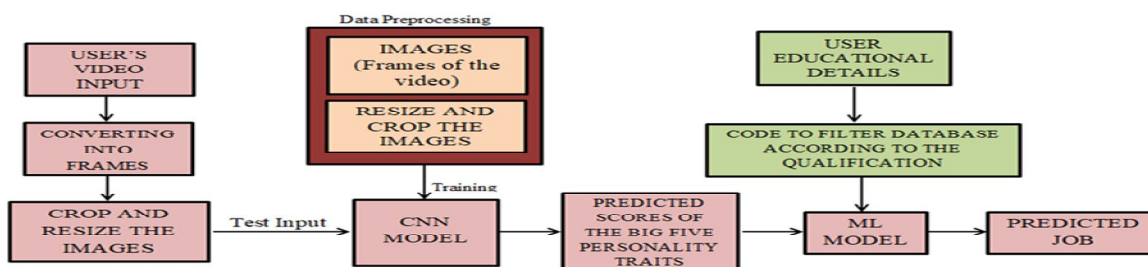 Data Preprocessing
USER'S
VIDEO
INPUT
CONVERTING
INTO
FRAMES
CROP AND
RESIZE THE
IMAGES
Test Input
IMAGES
(Frames of the
video)
RESIZE AND
CROP THE
IMAGES
Training
CNN
MODEL
PREDICTED
SCORES OF
THE BIG FIVE
PERSONALITY
TRAITS
USER
EDUCATIONAL
DETAILS
CODE TO FILTER DATABASE
ACCORDING TO THE
QUALIFICATION
ML
MODEL
PREDICTED
JOB